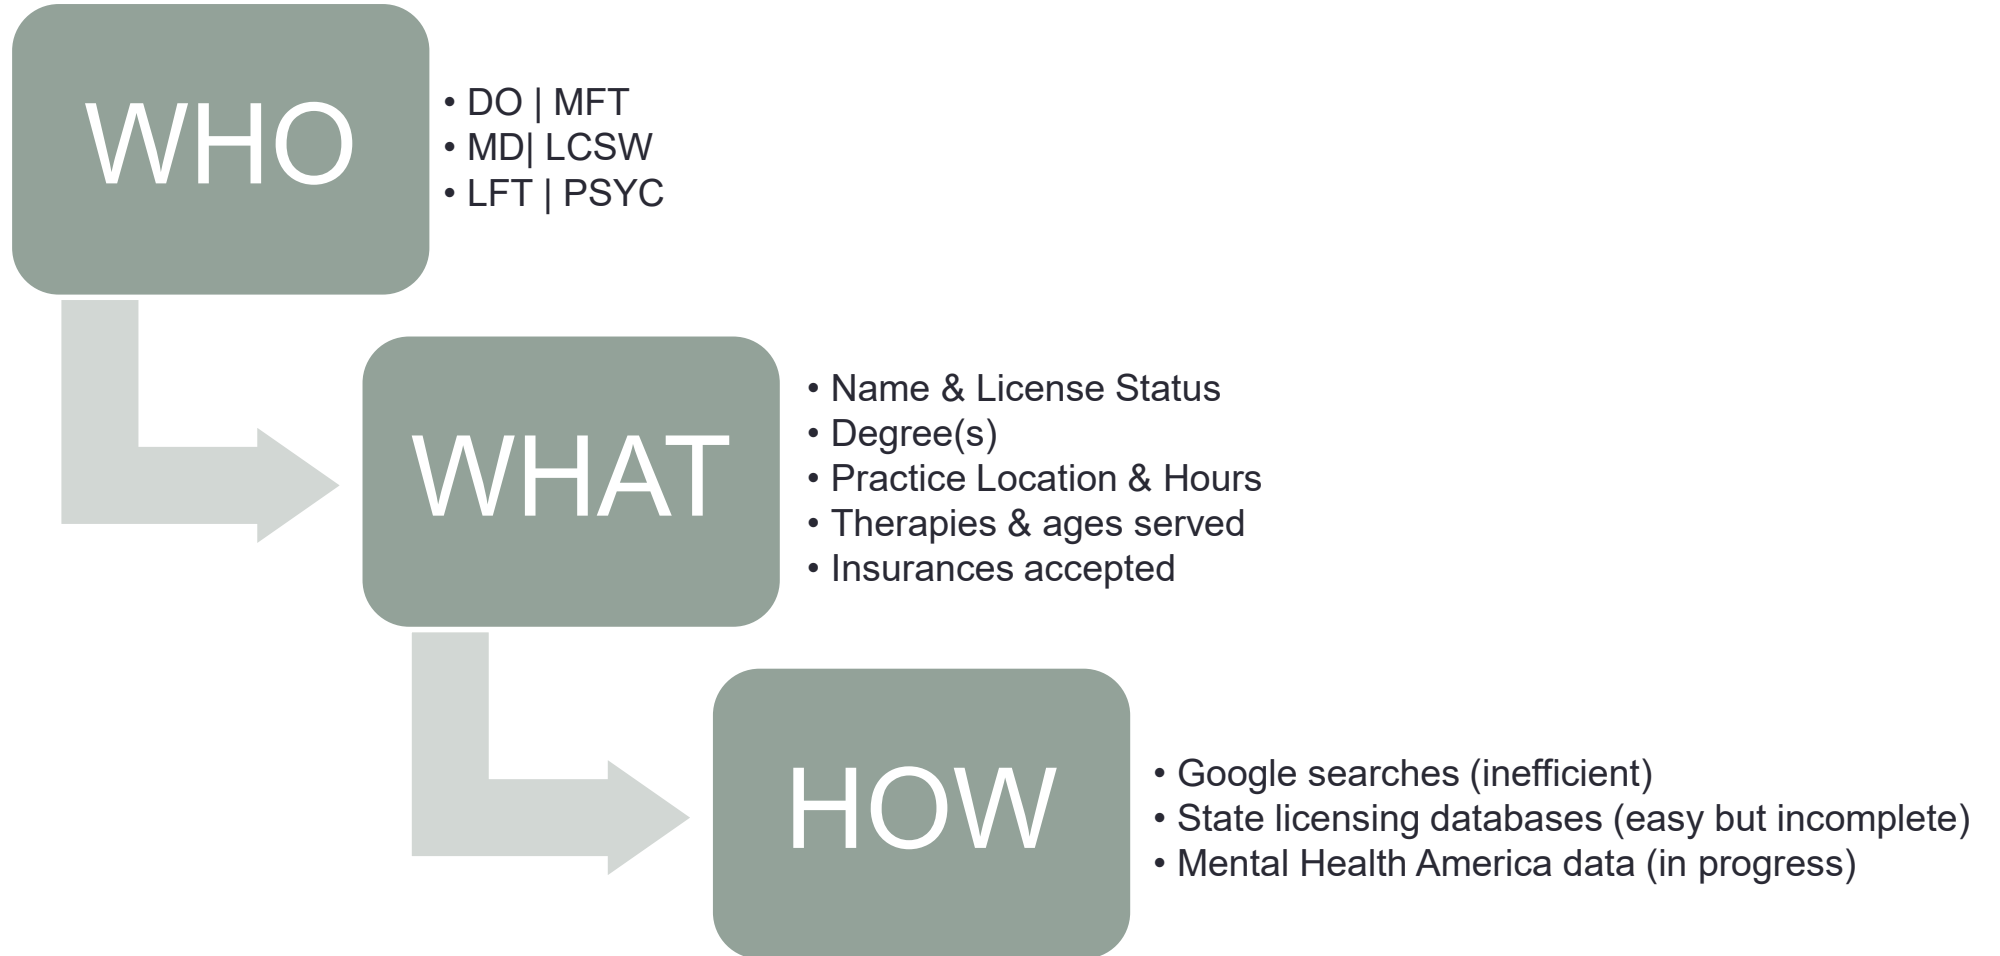 WHO
• DO | MFT
• MD| LCSW
• LFT | PSYC
WHAT
• Name & License Status
• Degree(s)
• Practice Location & Hours
• Therapies & ages served
• Insurances accepted
HOW
• Google searches (inefficient)
• State licensing databases (easy but incomplete)
• Mental Health America data (in progress)